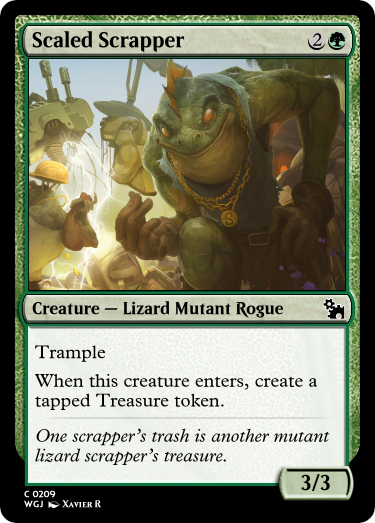 Scaled Scrapper 2
Creature — Lizard Mutant Rogue
Trample
When this creature enters, create a
tapped Treasure token.
One scrapper's trash is another mutant
lizard scrapper's treasure.
3/3
C 0209
WGJ Xavier R